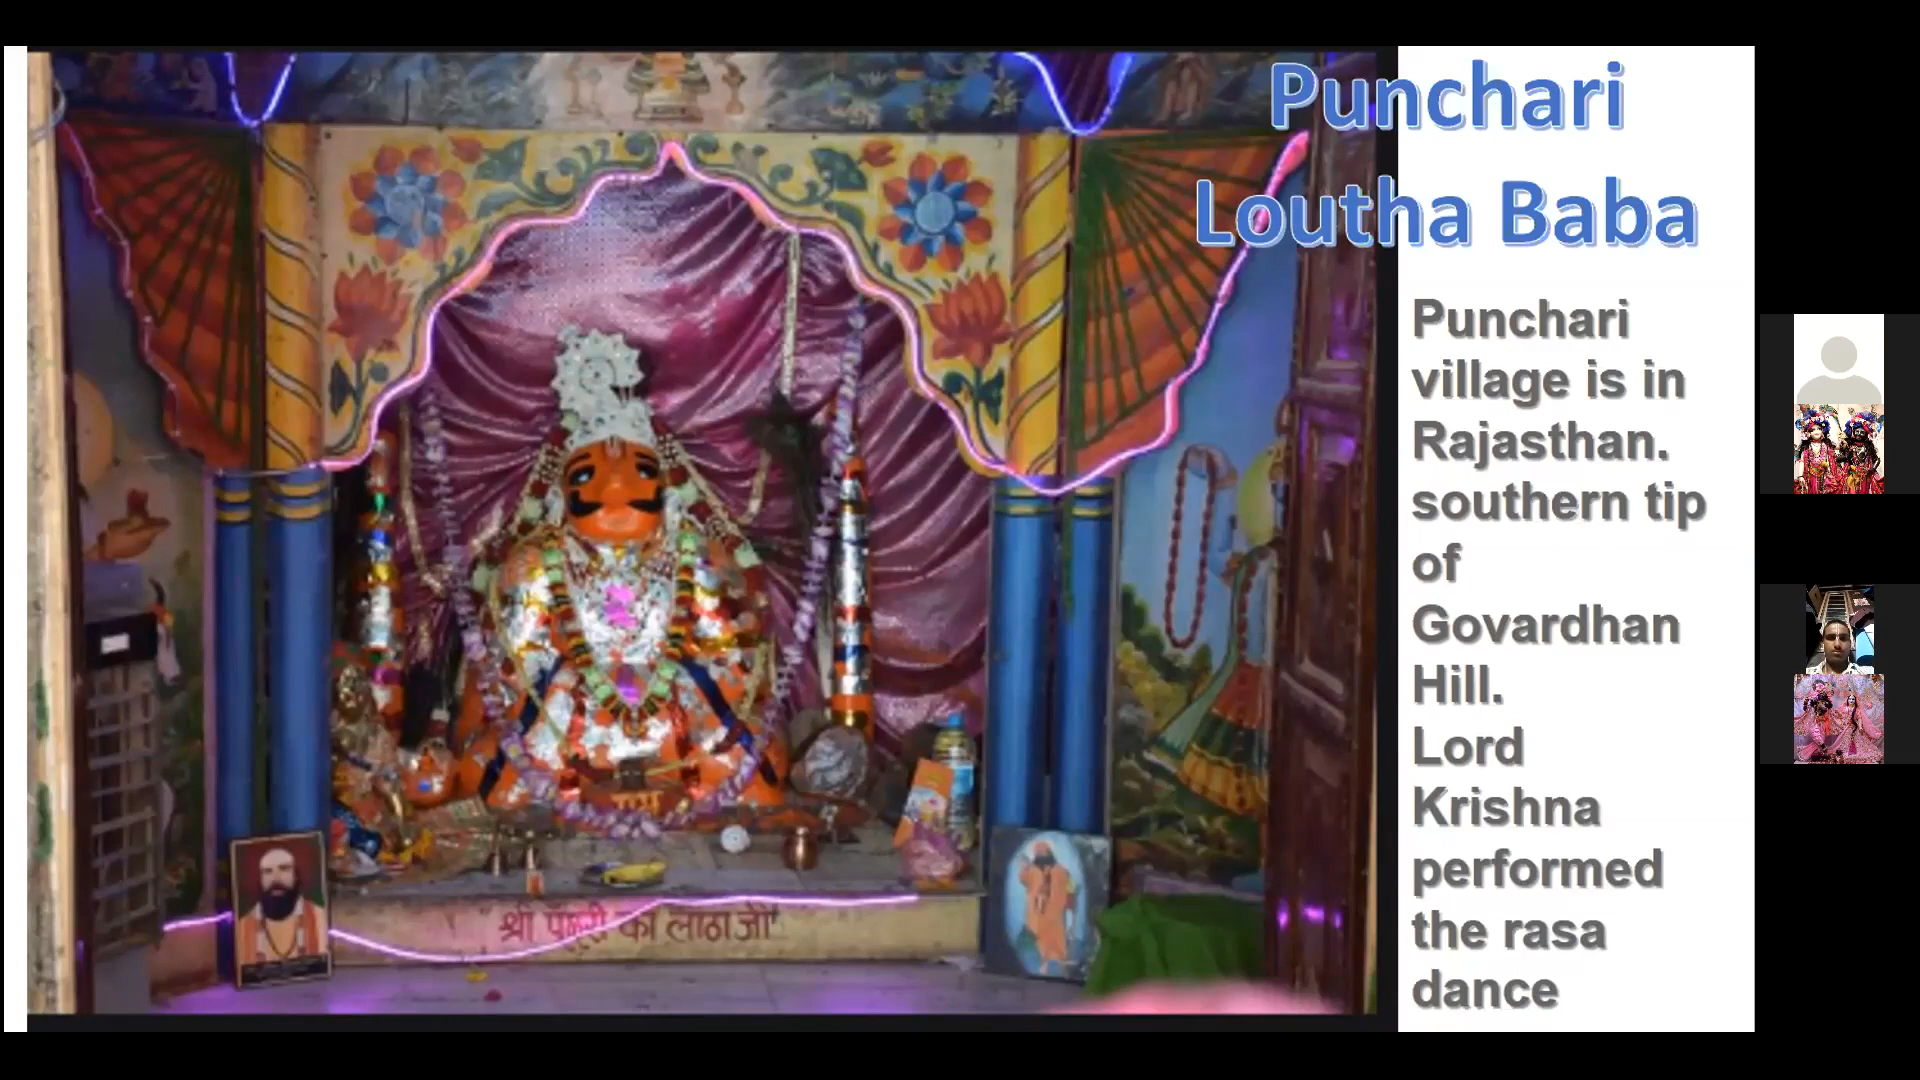 Punchari
Loutha Baba
Punchari
village is in
Rajasthan.
southern tip
of
Govardhan
Hill.
Lord
Krishna
performed
the rasa
dance
राम
श्री पूंछरी का लौठा जी